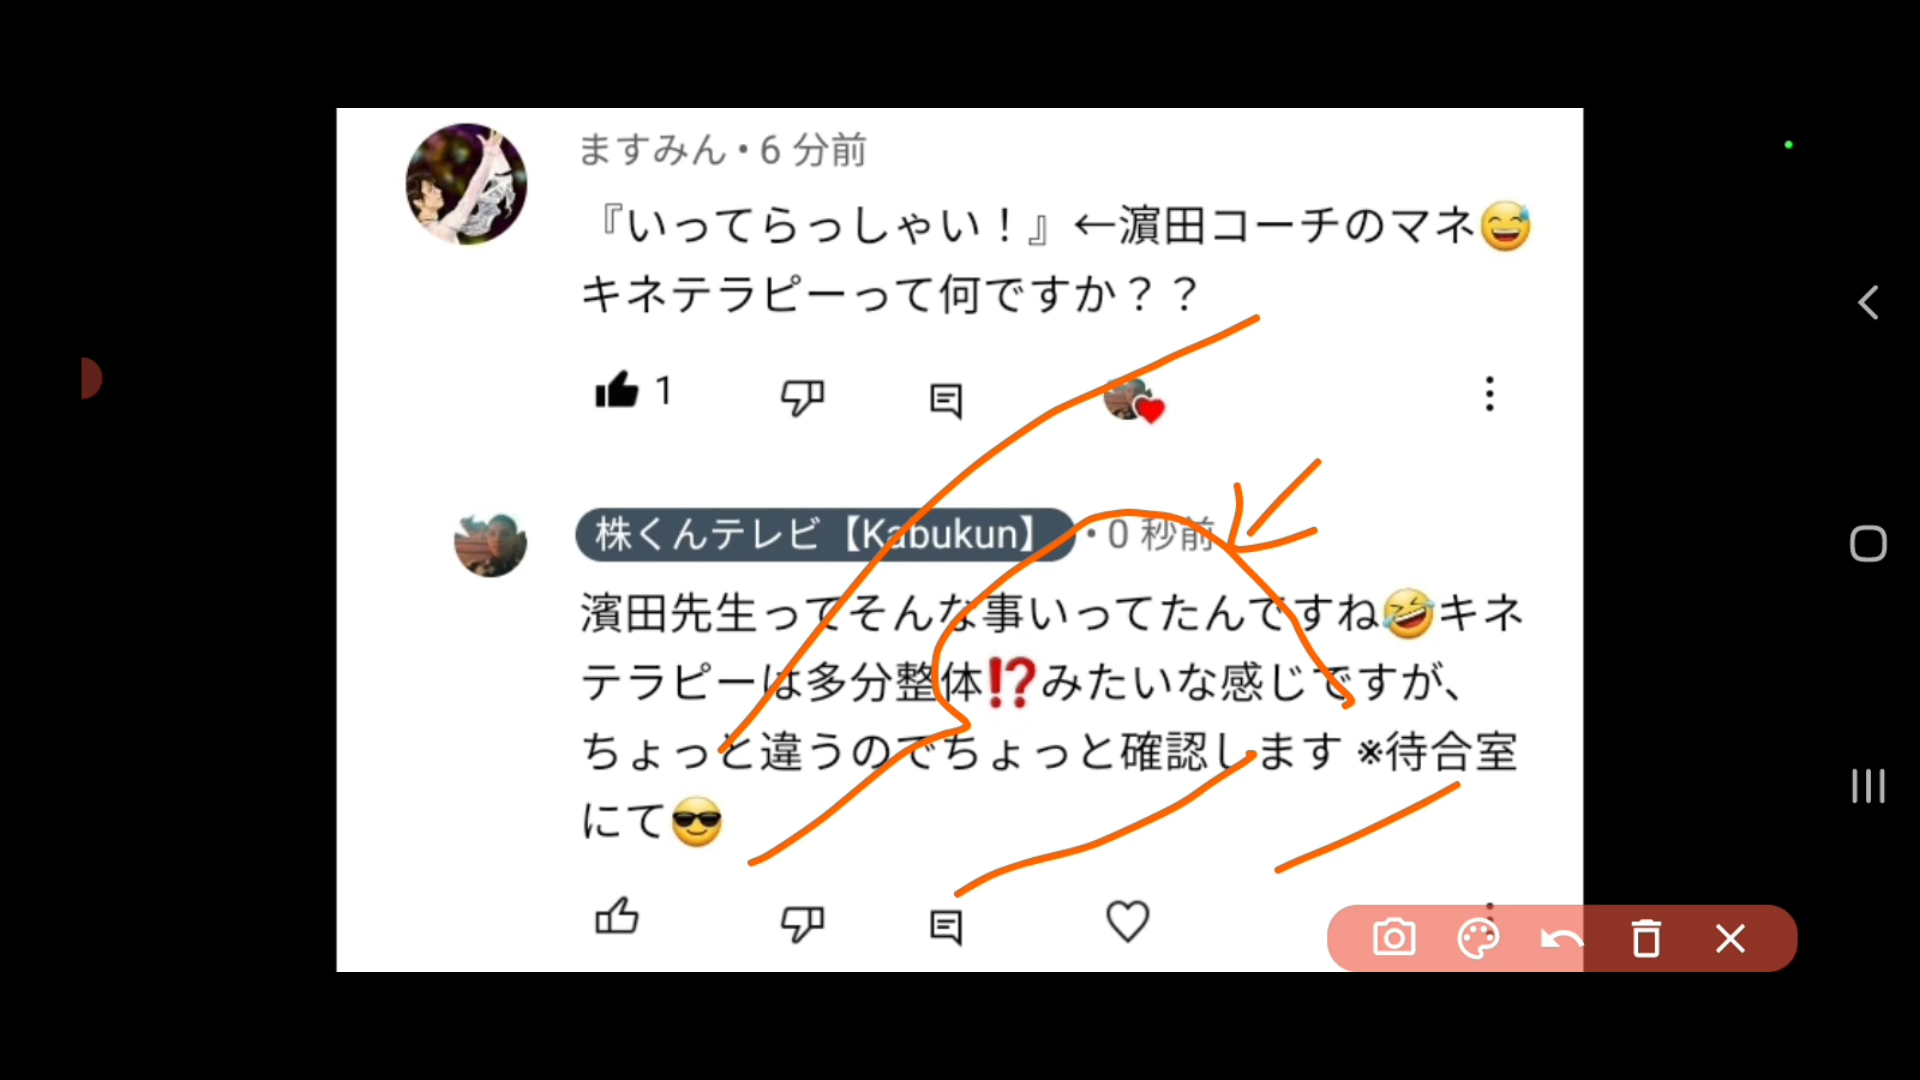 ますみん・6 分前
『いってらっしゃい！』←濵田コーチのマネ😅
キネテラピーって何ですか？？
1
株くんテレビ【Kabukun】・0 秒前
濵田先生ってそんな事いってたんですね🤣キネ
テラピーは多分整体⁉️みたいな感じですが、
ちょっと違うのでちょっと確認します ※待合室
にて😎